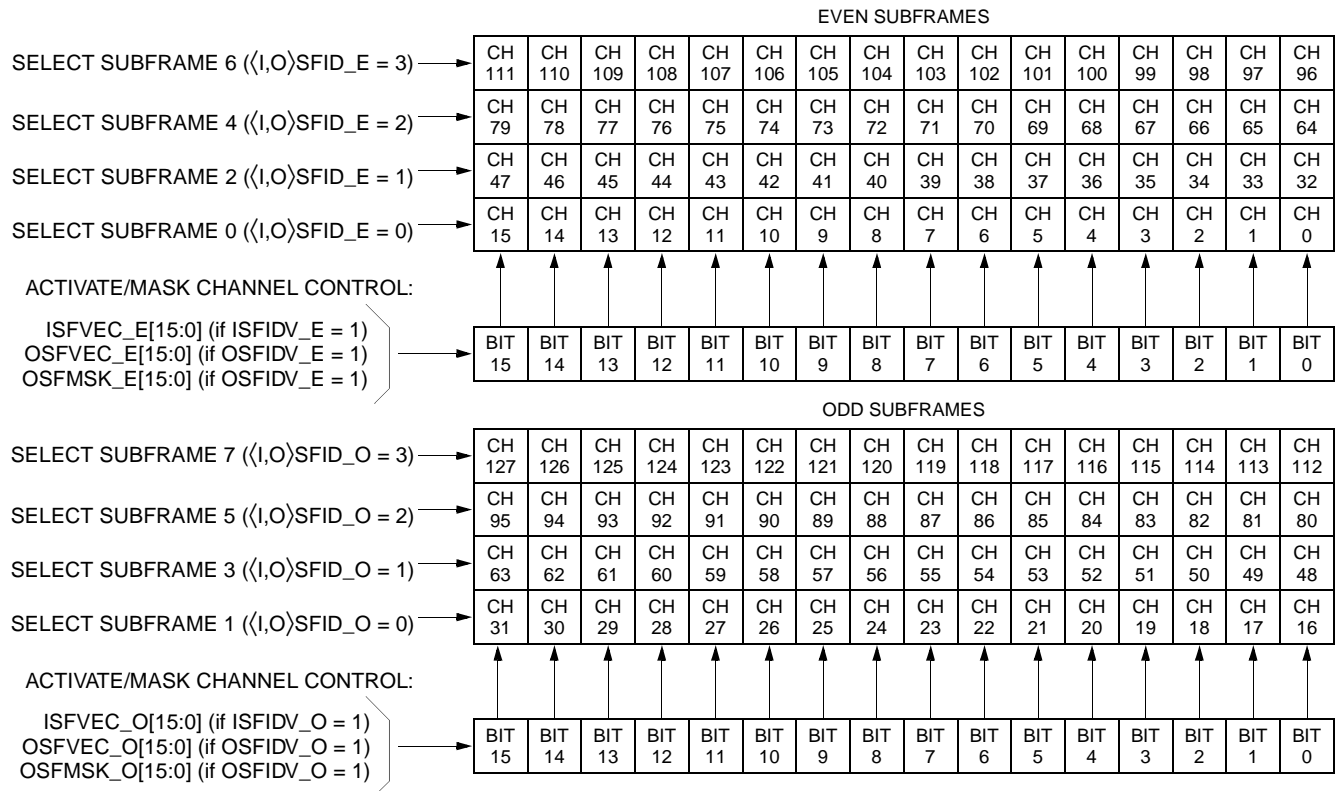 EVEN SUBFRAMES
SELECT SUBFRAME 6 (⟨I,O⟩SFID_E = 3)
CH CH CH CH CH CH CH CH CH CH CH CH CH CH CH CH
111 110 109 108 107 106 105 104 103 102 101 100 99 98 97 96
SELECT SUBFRAME 4 (⟨I,O⟩SFID_E = 2)
CH CH CH CH CH CH CH CH CH CH CH CH CH CH CH CH
79 78 77 76 75 74 73 72 71 70 69 68 67 66 65 64
SELECT SUBFRAME 2 (⟨I,O⟩SFID_E = 1)
CH CH CH CH CH CH CH CH CH CH CH CH CH CH CH CH
47 46 45 44 43 42 41 40 39 38 37 36 35 34 33 32
SELECT SUBFRAME 0 (⟨I,O⟩SFID_E = 0)
CH CH CH CH CH CH CH CH CH CH CH CH CH CH CH CH
15 14 13 12 11 10 9 8 7 6 5 4 3 2 1 0
ACTIVATE/MASK CHANNEL CONTROL:
ISFVEC_E[15:0] (if ISFIDV_E = 1)
OSFVEC_E[15:0] (if OSFIDV_E = 1)
OSFMSK_E[15:0] (if OSFIDV_E = 1)
BIT BIT BIT BIT BIT BIT BIT BIT BIT BIT BIT BIT BIT BIT BIT BIT
15 14 13 12 11 10 9 8 7 6 5 4 3 2 1 0
ODD SUBFRAMES
SELECT SUBFRAME 7 (⟨I,O⟩SFID_O = 3)
CH CH CH CH CH CH CH CH CH CH CH CH CH CH CH CH
127 126 125 124 123 122 121 120 119 118 117 116 115 114 113 112
SELECT SUBFRAME 5 (⟨I,O⟩SFID_O = 2)
CH CH CH CH CH CH CH CH CH CH CH CH CH CH CH CH
95 94 93 92 91 90 89 88 87 86 85 84 83 82 81 80
SELECT SUBFRAME 3 (⟨I,O⟩SFID_O = 1)
CH CH CH CH CH CH CH CH CH CH CH CH CH CH CH CH
63 62 61 60 59 58 57 56 55 54 53 52 51 50 49 48
SELECT SUBFRAME 1 (⟨I,O⟩SFID_O = 0)
CH CH CH CH CH CH CH CH CH CH CH CH CH CH CH CH
31 30 29 28 27 26 25 24 23 22 21 20 19 18 17 16
ACTIVATE/MASK CHANNEL CONTROL:
ISFVEC_O[15:0] (if ISFIDV_O = 1)
OSFVEC_O[15:0] (if OSFIDV_O = 1)
OSFMSK_O[15:0] (if OSFIDV_O = 1)
BIT BIT BIT BIT BIT BIT BIT BIT BIT BIT BIT BIT BIT BIT BIT BIT
15 14 13 12 11 10 9 8 7 6 5 4 3 2 1 0